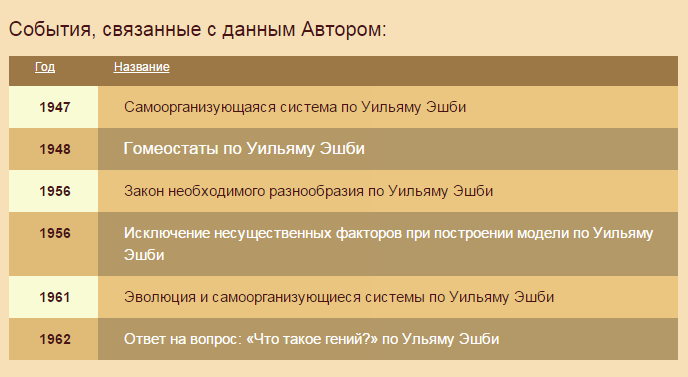 События, связанные с данным Автором:
Год Название
1947 Самоорганизующаяся система по Уильяму Эшби
1948 Гомеостаты по Уильяму Эшби
1956 Закон необходимого разнообразия по Уильяму Эшби
1956 Исключение несущественных факторов при построении модели по Уильяму
Эшби
1961 Эволюция и самоорганизующиеся системы по Уильяму Эшби
1962 Ответ на вопрос: «Что такое гений?» по Ульяму Эшби